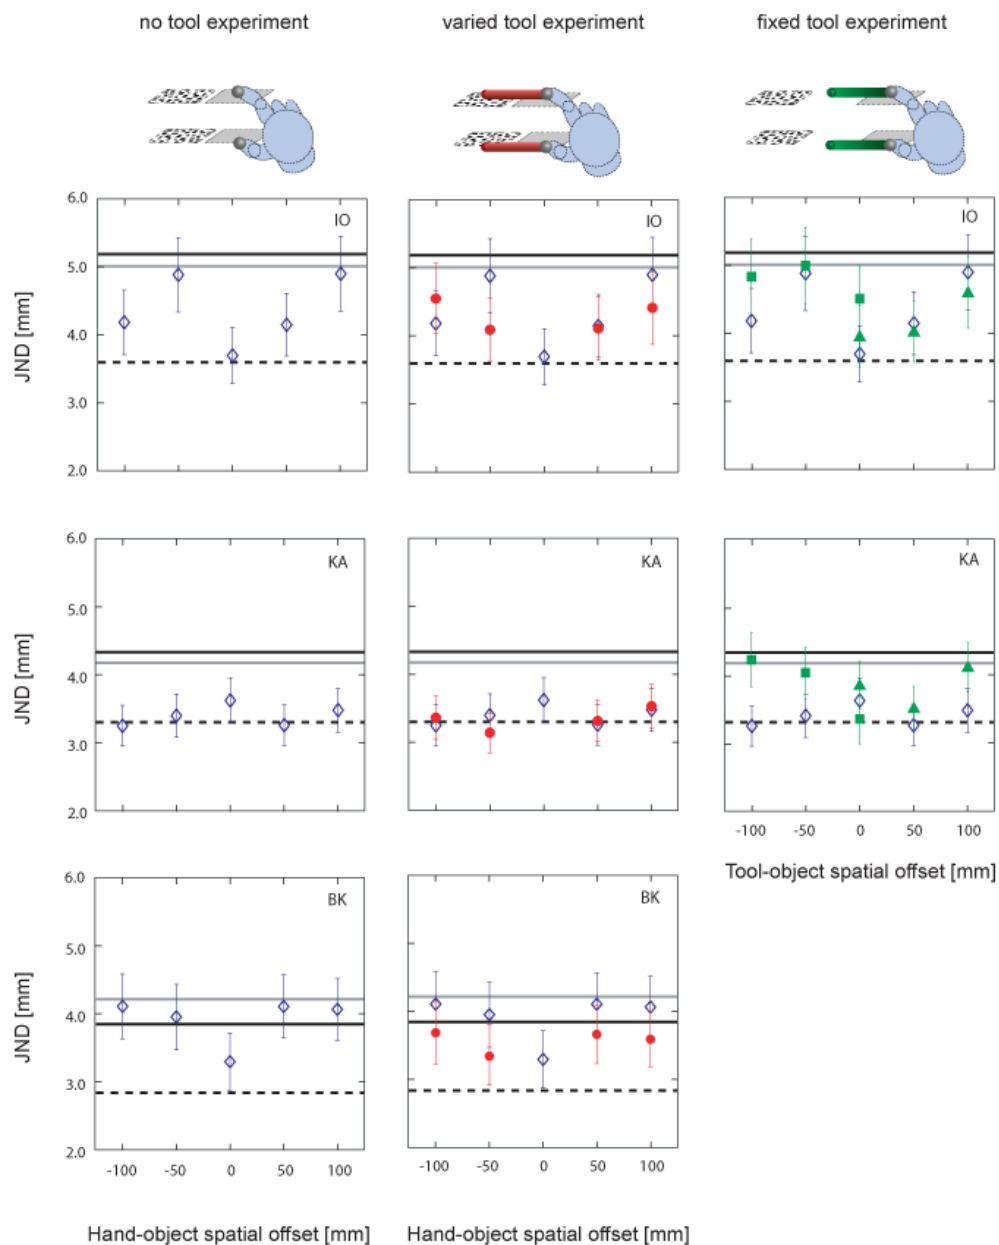 no tool experiment
varied tool experiment
fixed tool experiment
6.0
5.0
4.0
3.0
2.0
JND [mm]
IO
IO
IO
6.0
5.0
4.0
3.0
2.0
JND [mm]
KA
KA
KA
-100 -50 0 50 100
Tool-object spatial offset [mm]
6.0
5.0
4.0
3.0
2.0
JND [mm]
BK
BK
-100 -50 0 50 100
-100 -50 0 50 100
Hand-object spatial offset [mm]
Hand-object spatial offset [mm]